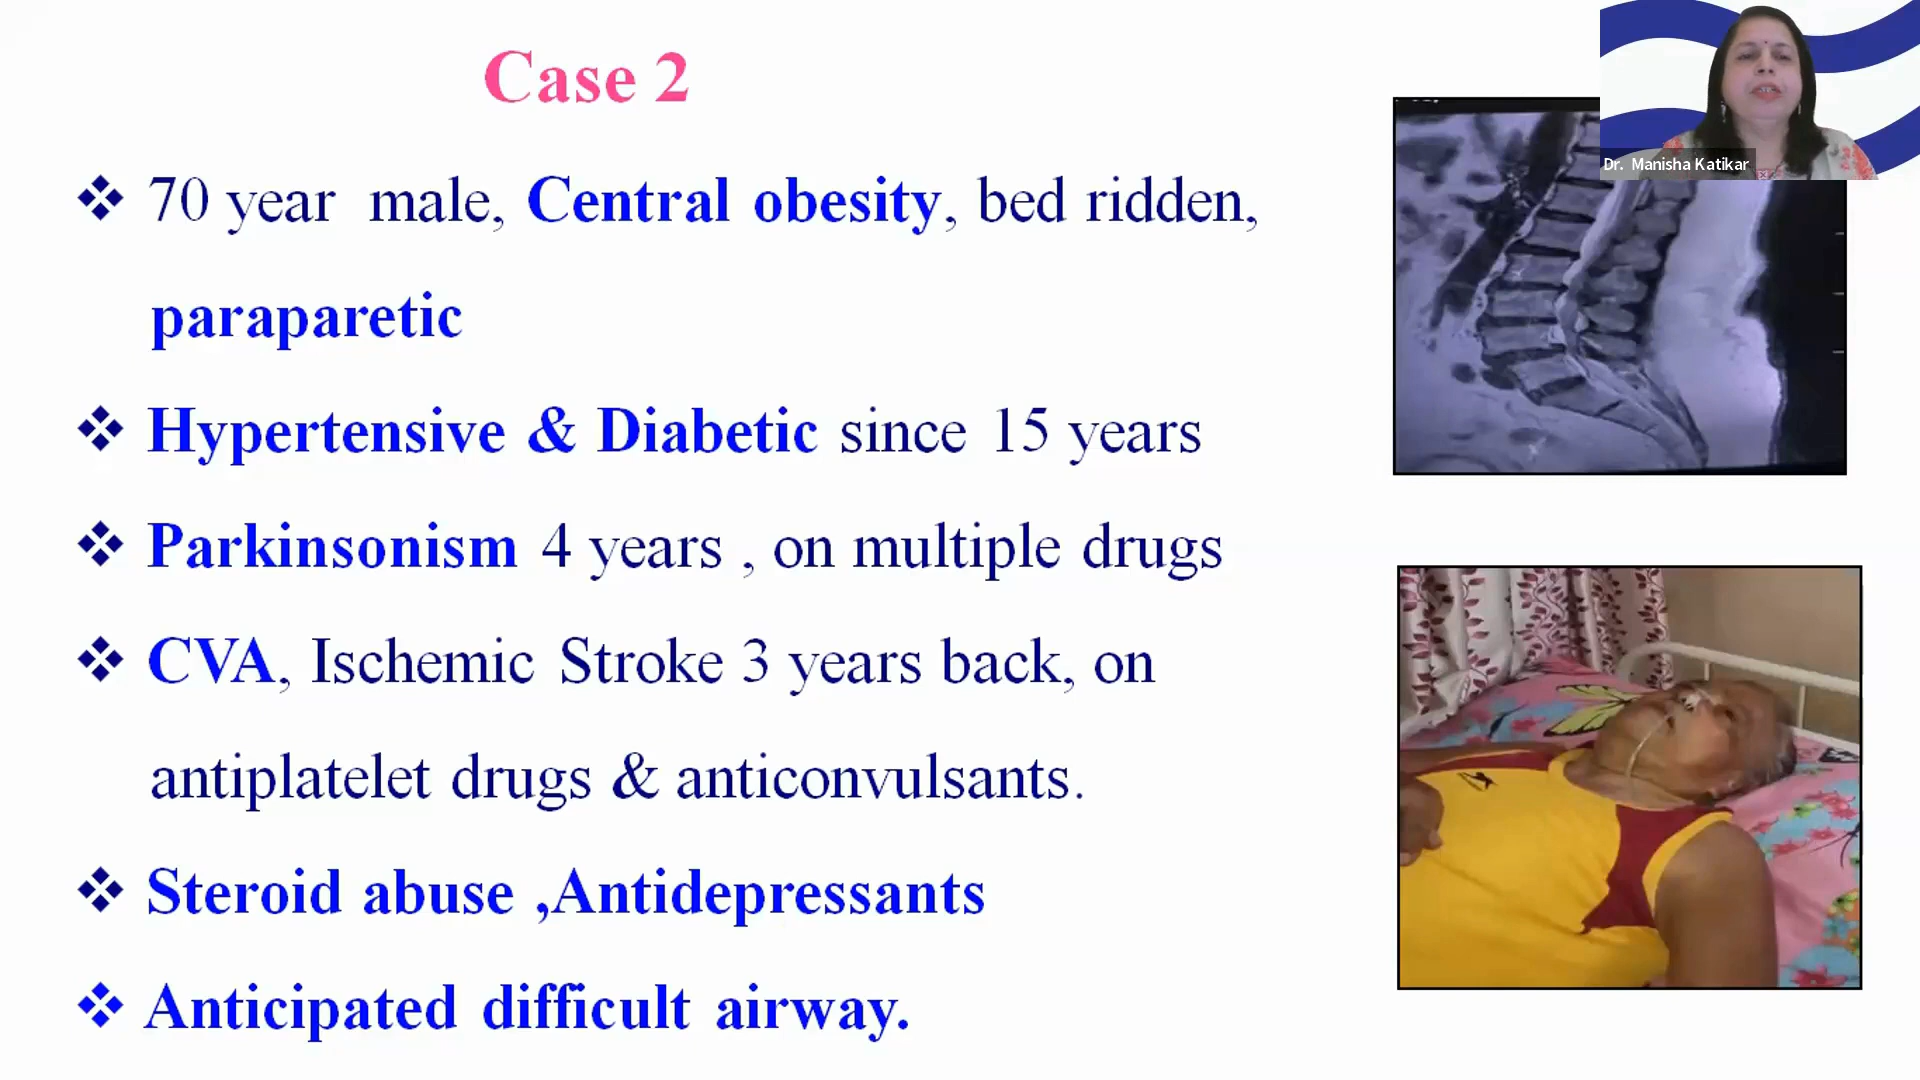 Case 2
Dr. Manisha Katikar
❖ 70 year male, Central obesity, bed ridden,
paraparetic
❖ Hypertensive & Diabetic since 15 years
❖ Parkinsonism 4 years , on multiple drugs
❖ CVA, Ischemic Stroke 3 years back, on
antiplatelet drugs & anticonvulsants.
❖ Steroid abuse ,Antidepressants
❖ Anticipated difficult airway.